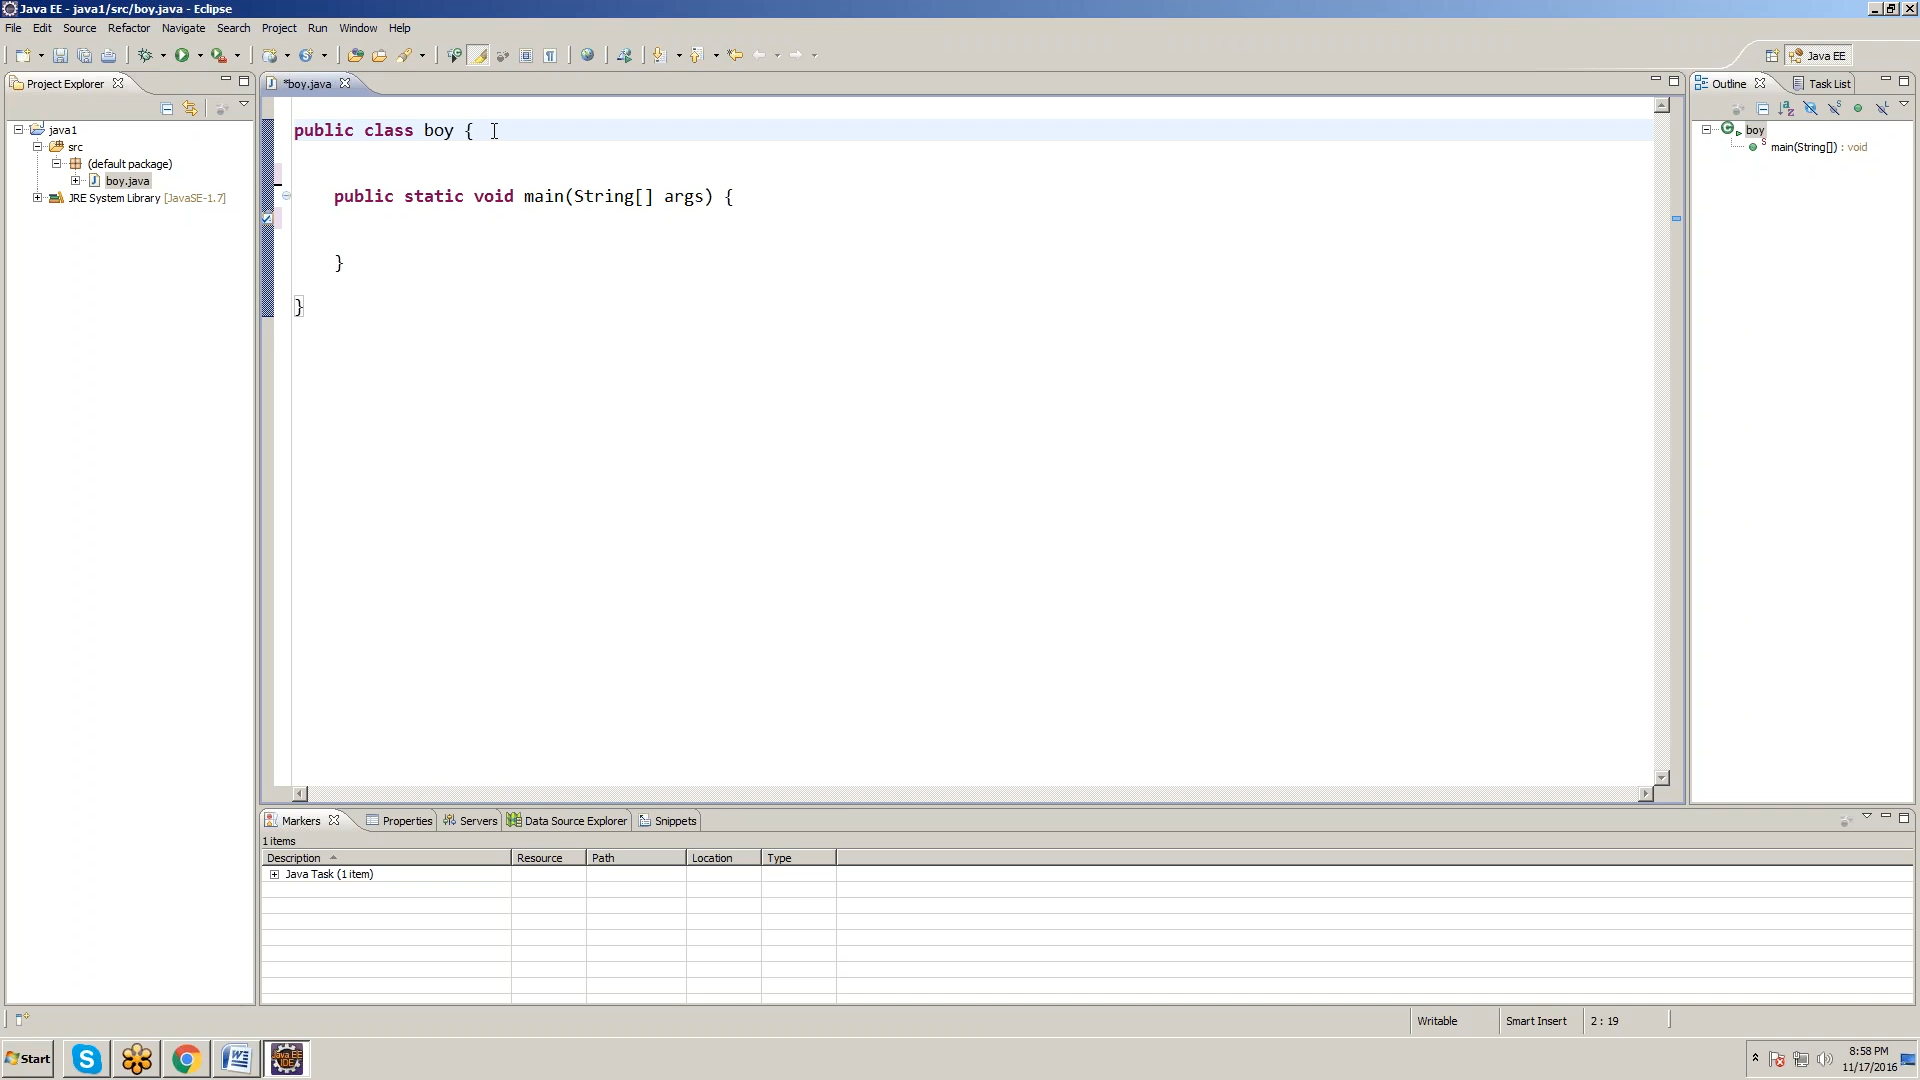 Java EE - java1/src/boy.java - Eclipse
File Edit Source Refactor Navigate Search Project Run Window Help
Java EE
Project Explorer
*boy.java
Outline
Task List
java1
src
(default package)
boy.java
JRE System Library [JavaSE-1.7]
public class boy {
public static void main(String[] args) {
}
}
boy
main(String[]) : void
Markers
Properties
Servers
Data Source Explorer
Snippets
1 items
Description Resource Path Location Type
Java Task (1 item)
Writable
Smart Insert
2 : 19
Start
Java EE
IDE
8:58 PM
11/17/2016